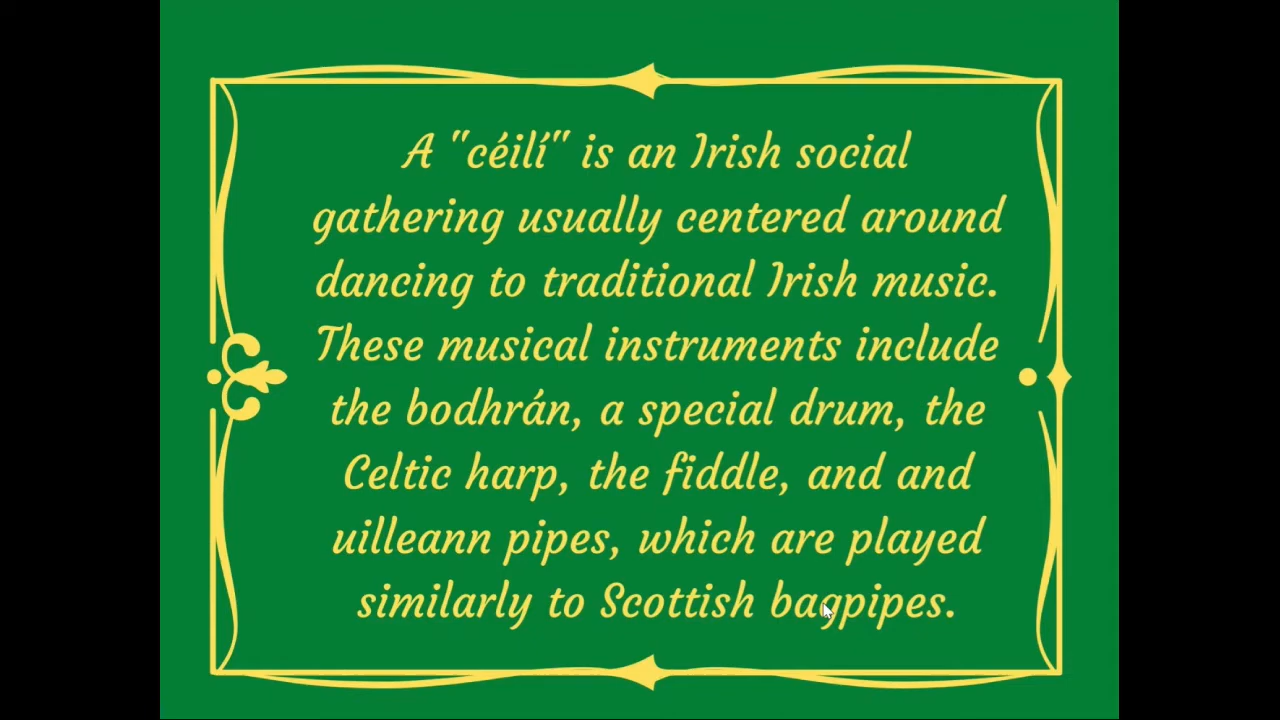 A "céilí" is an Irish social
gathering usually centered around
dancing to traditional Irish music.
These musical instruments include
the bodhrán, a special drum, the
Celtic harp, the fiddle, and and
uilleann pipes, which are played
similarly to Scottish bagpipes.